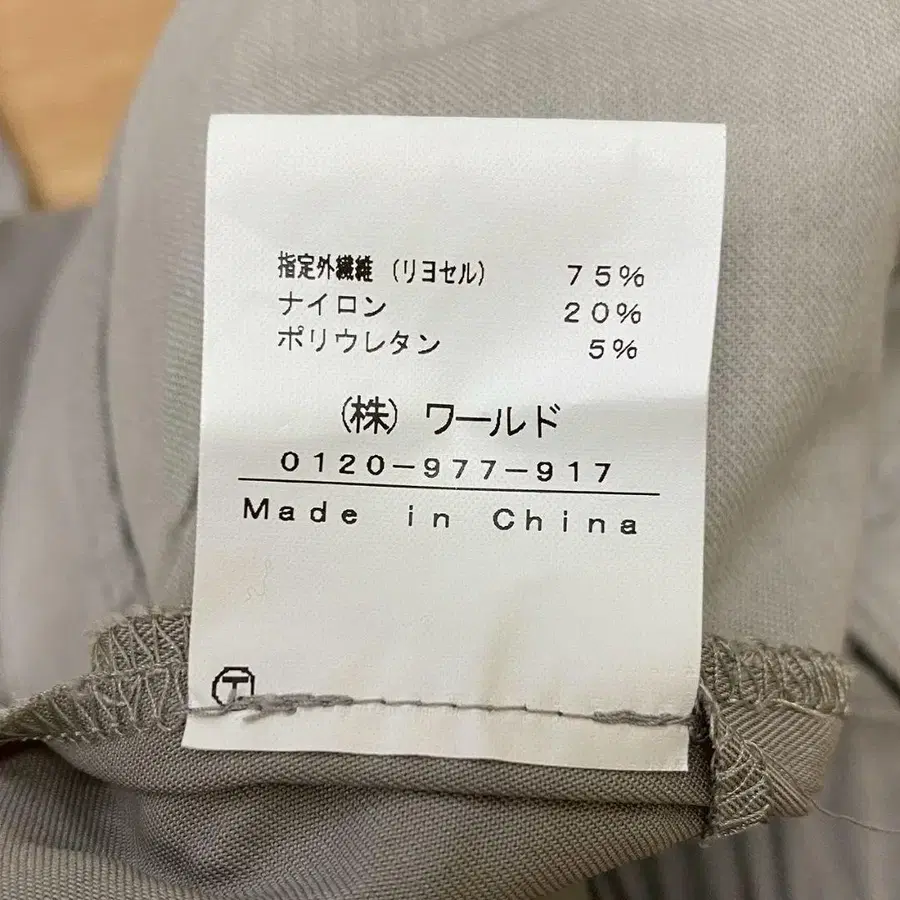 指定外繊維（リヨセル） 75%
ナイロン 20%
ポリウレタン 5%
（株）ワールド
0120-977-917
Made in China
T